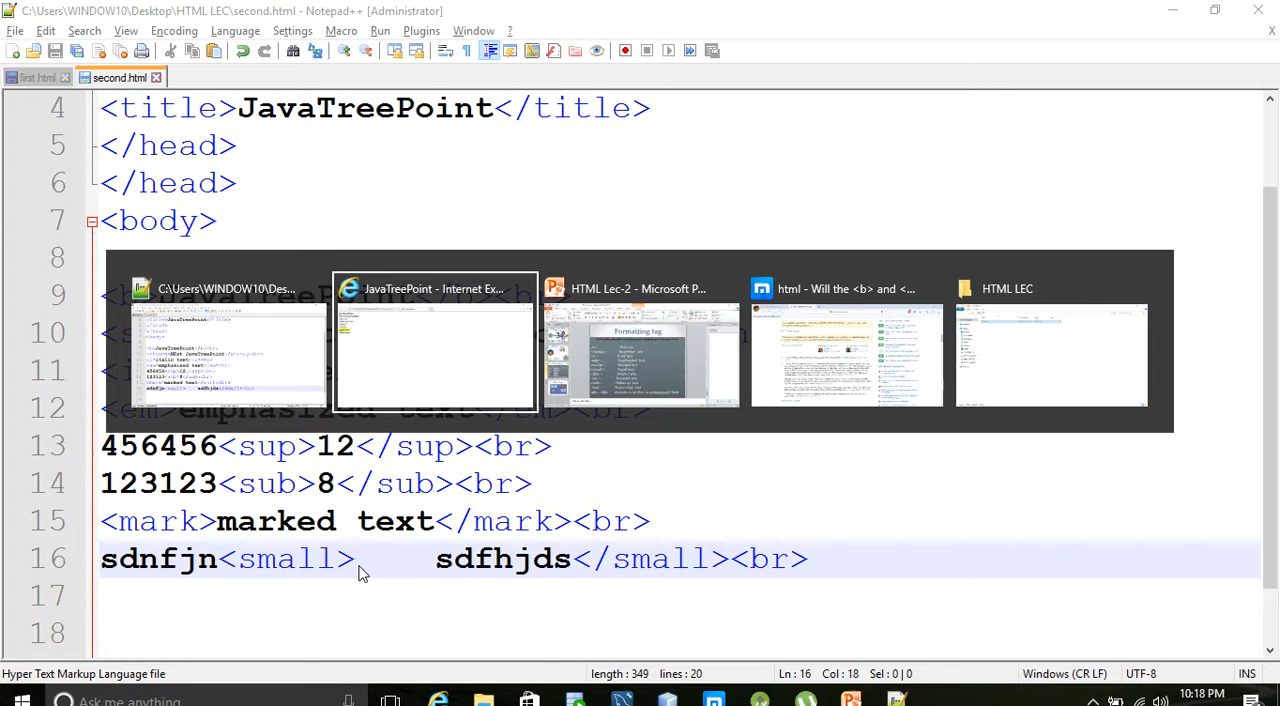 C:\Users\WINDOW10\Desktop\HTML LEC\second.html - Notepad++ [Administrator]
File Edit Search View Encoding Language Settings Macro Run Plugins Window ?
X
first.html second.html
4 <title>JavaTreePoint</title>
5 </head>
6 </head>
7 <body>
8
C:\Users\WINDOW10\Des... JavaTreePoint - Internet Ex... HTML Lec-2 - Microsoft P... html - Will the <b> and <... HTML LEC
Formatting tag
9
10
11
12
13 456456<sup>12</sup><br>
14 123123<sub>8</sub><br>
15 <mark>marked text</mark><br>
16 sdnfjn<small> sdfhjds</small><br>
17
18
Hyper Text Markup Language file length : 349 lines : 20 Ln : 16 Col : 18 Sel : 0 | 0 Windows (CR LF) UTF-8 INS
Ask me anything 10:18 PM